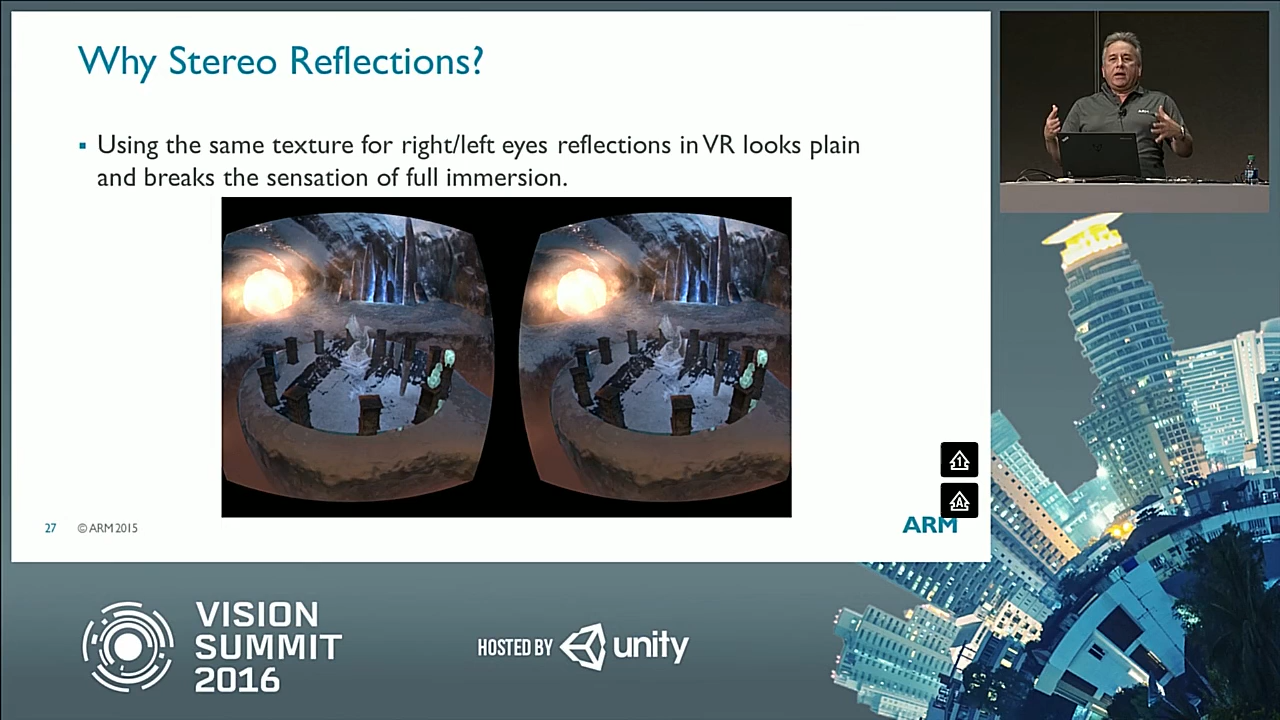 Why Stereo Reflections?
▪ Using the same texture for right/left eyes reflections in VR looks plain
and breaks the sensation of full immersion.
1
A
27 © ARM 2015
ARM
VISION
SUMMIT
2016
HOSTED BY unity